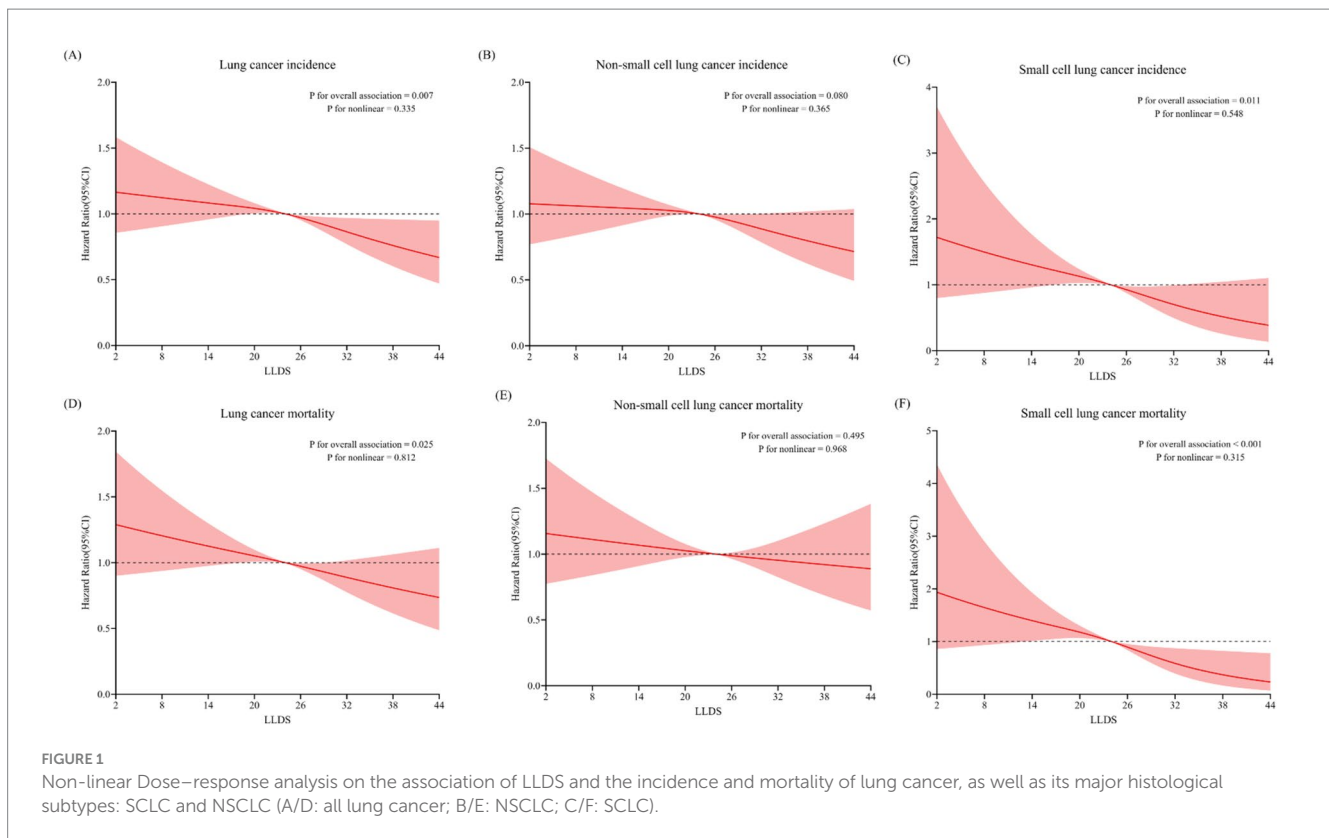 (A)
Lung cancer incidence
P for overall association = 0.007
P for nonlinear = 0.335
2.0
1.5
1.0
0.5
0.0
Hazard Ratio(95%CI)
2 8 14 20 26 32 38 44
LLDS
(B)
Non-small cell lung cancer incidence
P for overall association = 0.080
P for nonlinear = 0.365
2.0
1.5
1.0
0.5
0.0
Hazard Ratio(95%CI)
2 8 14 20 26 32 38 44
LLDS
(C)
Small cell lung cancer incidence
P for overall association = 0.011
P for nonlinear = 0.548
4
3
2
1
0
Hazard Ratio(95%CI)
2 8 14 20 26 32 38 44
LLDS
(D)
Lung cancer mortality
P for overall association = 0.025
P for nonlinear = 0.812
2.0
1.5
1.0
0.5
0.0
Hazard Ratio(95%CI)
2 8 14 20 26 32 38 44
LLDS
(E)
Non-small cell lung cancer mortality
P for overall association = 0.495
P for nonlinear = 0.968
2.0
1.5
1.0
0.5
0.0
Hazard Ratio(95%CI)
2 8 14 20 26 32 38 44
LLDS
(F)
Small cell lung cancer mortality
P for overall association < 0.001
P for nonlinear = 0.315
5
4
3
2
1
0
Hazard Ratio(95%CI)
2 8 14 20 26 32 38 44
LLDS
FIGURE 1
Non-linear Dose–response analysis on the association of LLDS and the incidence and mortality of lung cancer, as well as its major histological
subtypes: SCLC and NSCLC (A/D: all lung cancer; B/E: NSCLC; C/F: SCLC).